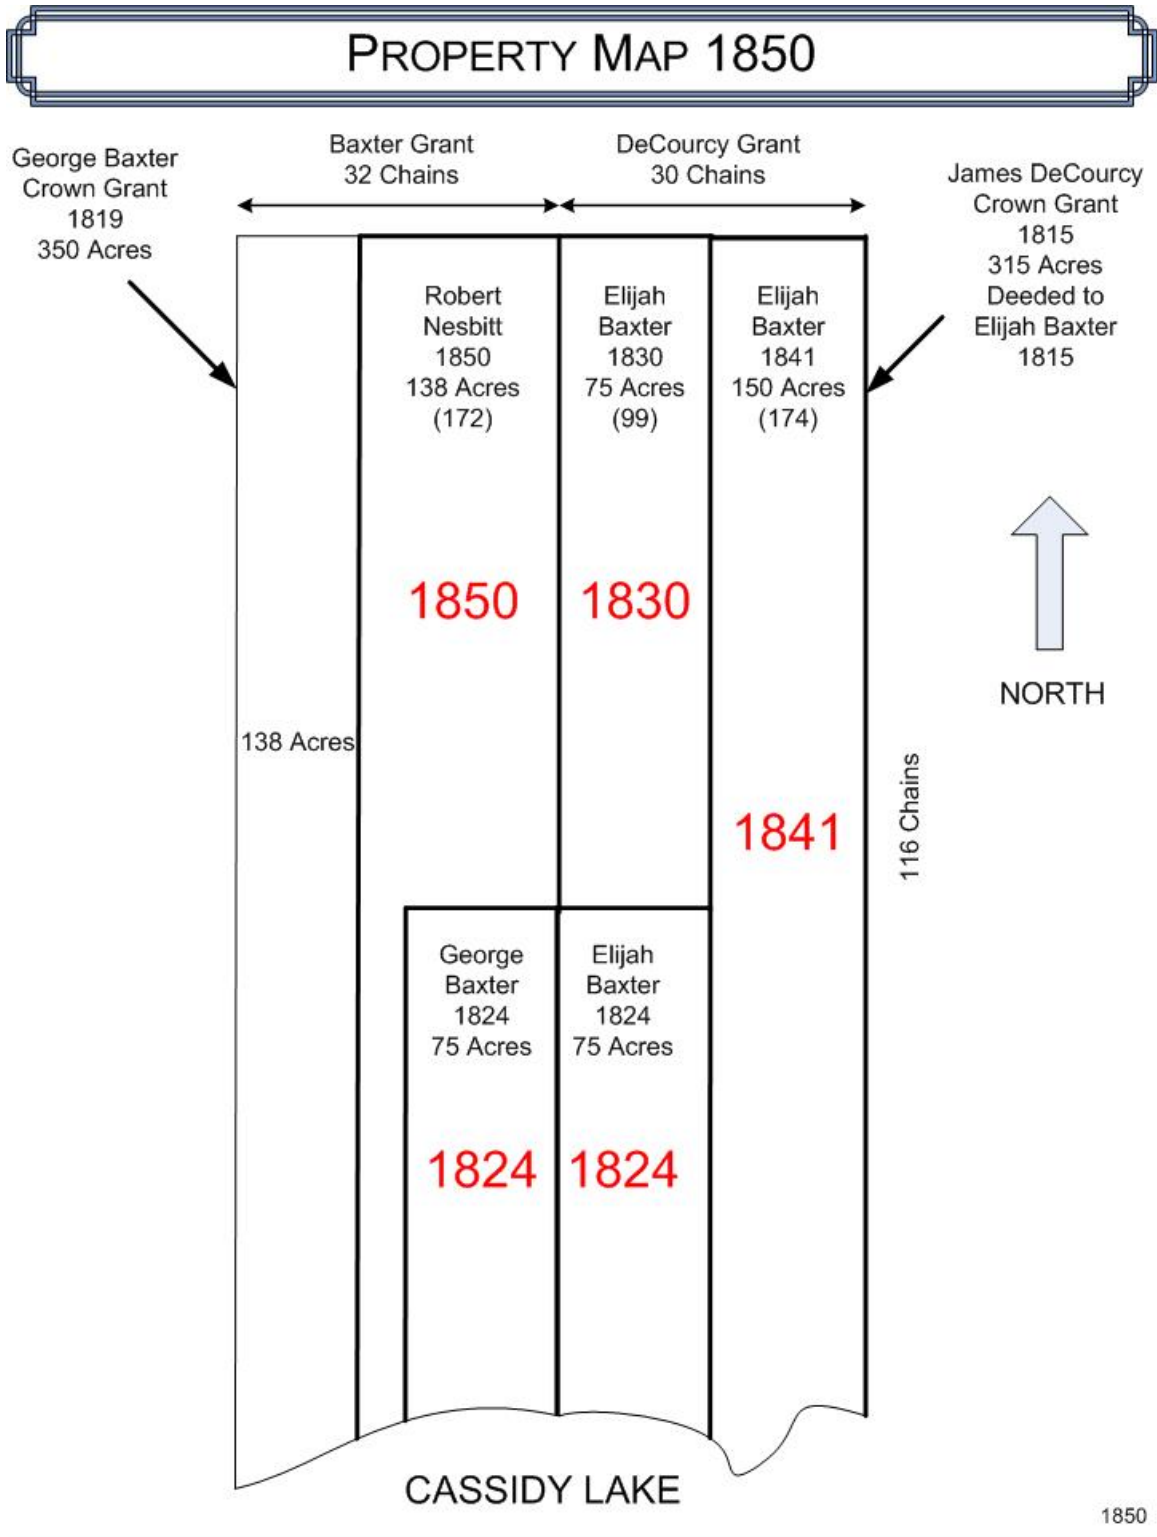 PROPERTY MAP 1850
George Baxter
Crown Grant
1819
350 Acres
Baxter Grant
32 Chains
DeCourcy Grant
30 Chains
James DeCourcy
Crown Grant
1815
315 Acres
Deeded to
Elijah Baxter
1815
Robert
Nesbitt
1850
138 Acres
(172)
Elijah
Baxter
1830
75 Acres
(99)
Elijah
Baxter
1841
150 Acres
(174)
1850
1830
NORTH
138 Acres
1841
116 Chains
George
Baxter
1824
75 Acres
Elijah
Baxter
1824
75 Acres
1824
1824
CASSIDY LAKE
1850